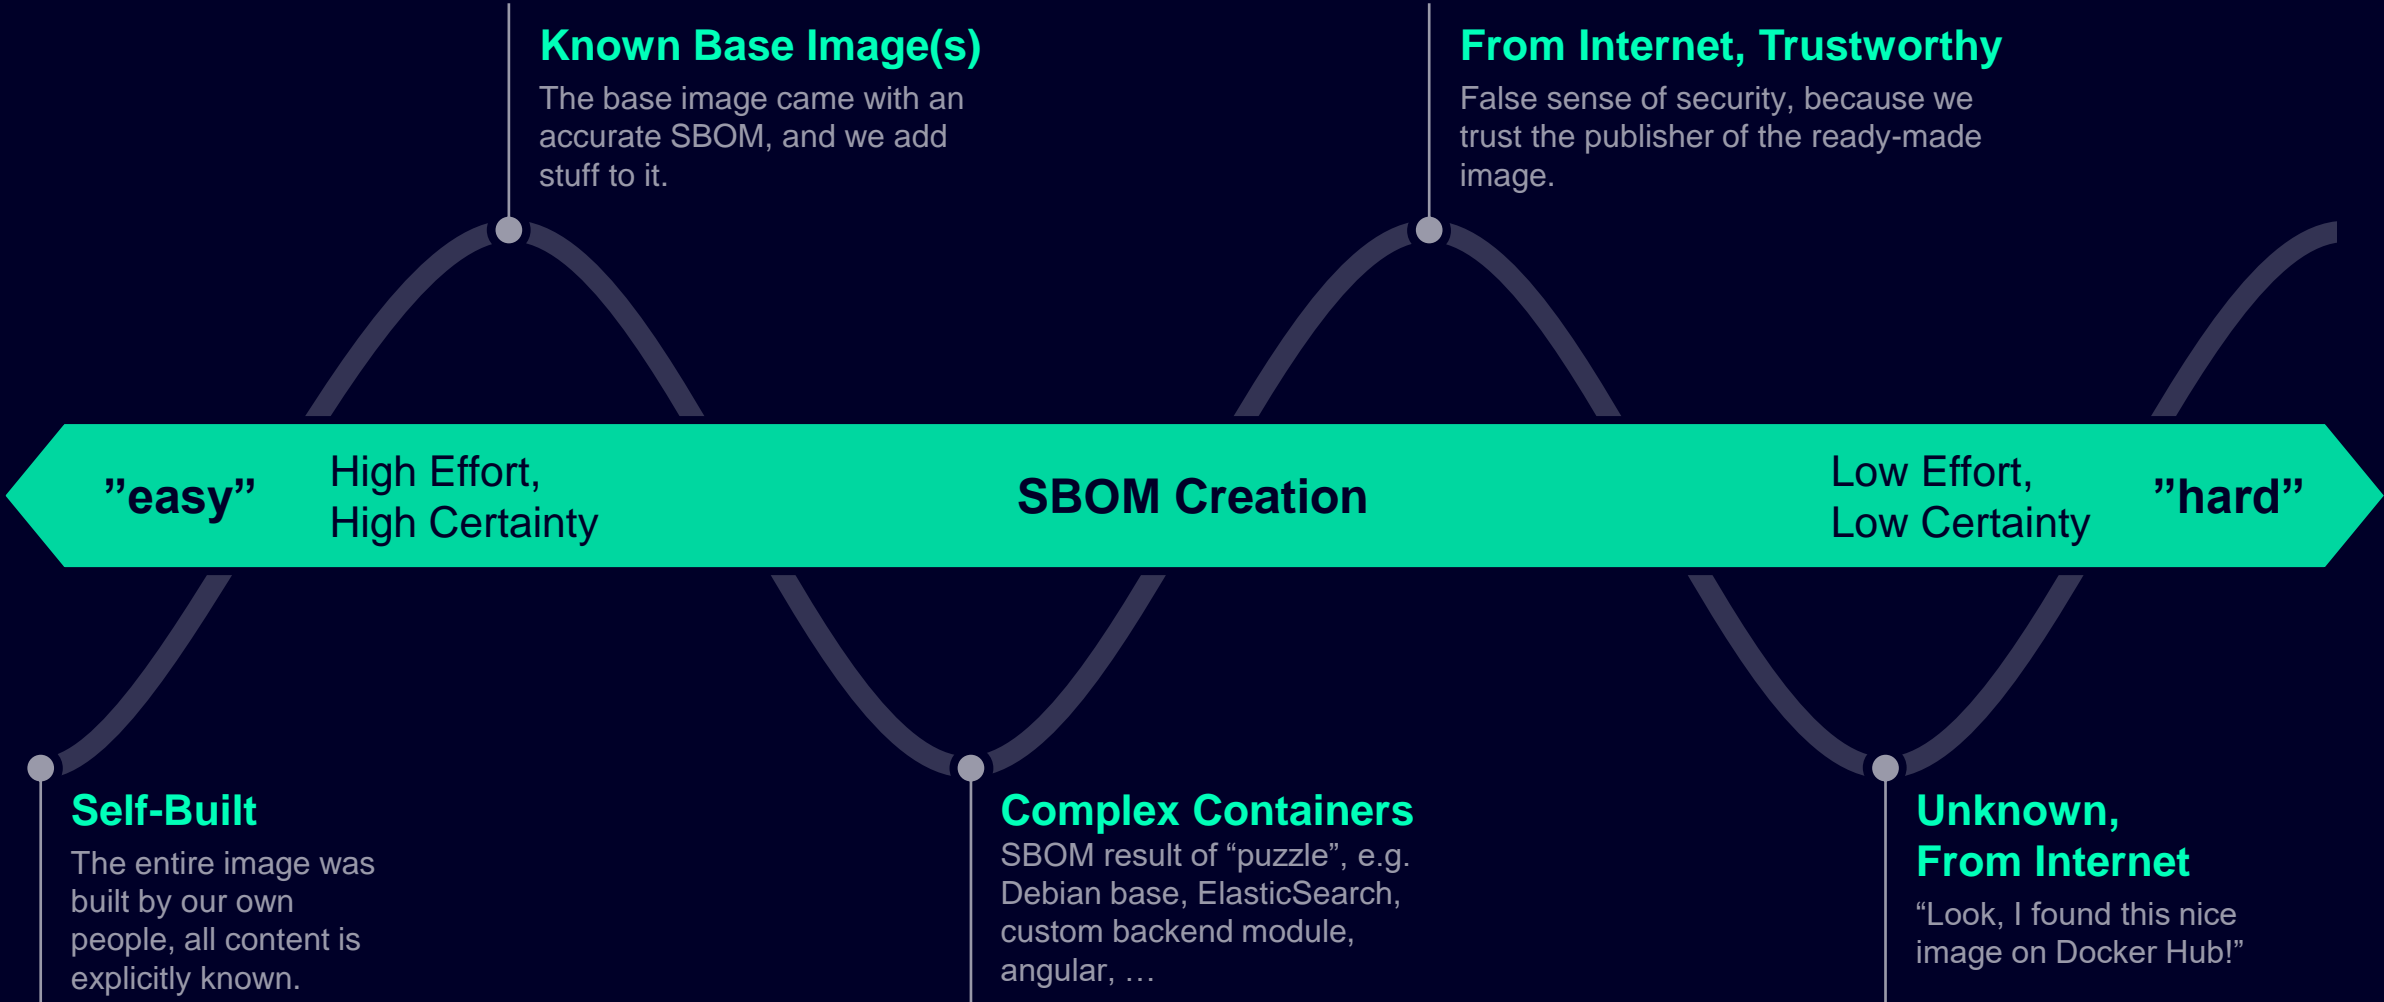 Known Base Image(s)
The base image came with an
accurate SBOM, and we add
stuff to it.
From Internet, Trustworthy
False sense of security, because we
trust the publisher of the ready-made
image.
”easy”
High Effort,
High Certainty
SBOM Creation
Low Effort,
Low Certainty
”hard”
Self-Built
The entire image was
built by our own
people, all content is
explicitly known.
Complex Containers
SBOM result of “puzzle”, e.g.
Debian base, ElasticSearch,
custom backend module,
angular, …
Unknown,
From Internet
“Look, I found this nice
image on Docker Hub!”